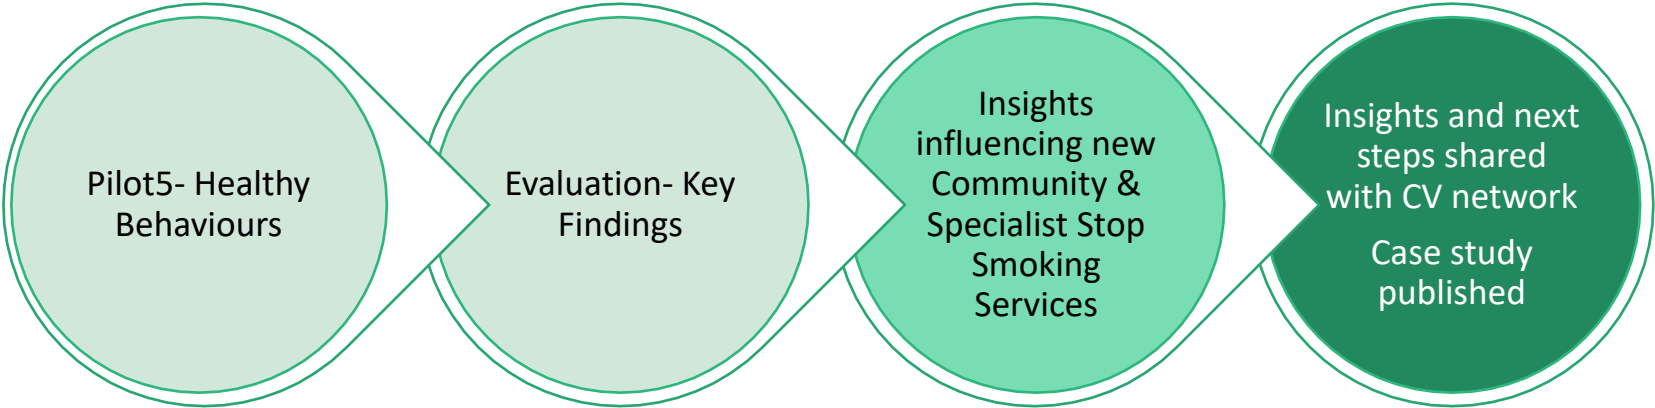 Pilot5- Healthy
Behaviours
Evaluation- Key
Findings
Insights
influencing new
Community &
Specialist Stop
Smoking
Services
Insights and next
steps shared
with CV network
Case study
published